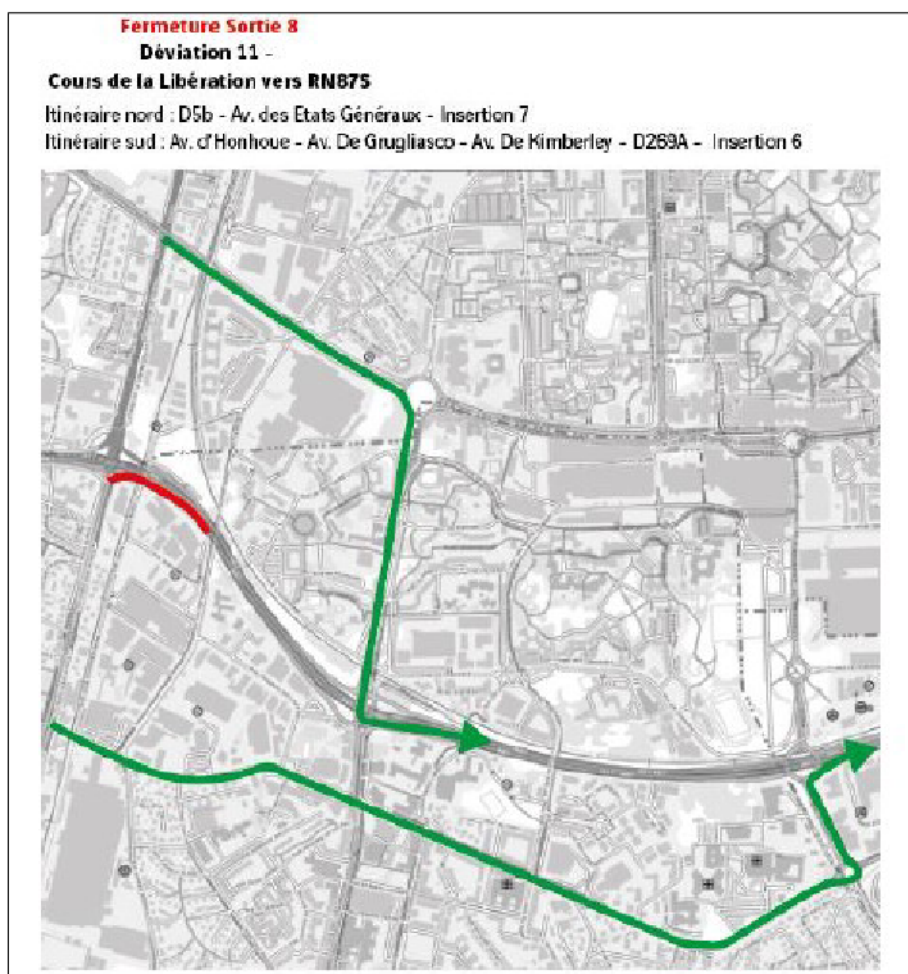 Fermeture Sortie 8
Déviation 11 -
Cours de la Libération vers RN87S
Itinéraire nord : D5b - Av. des Etats Généraux - Insertion 7
Itinéraire sud : Av. d'Honhoue - Av. De Grugliasco - Av. De Kimberley - D269A - Insertion 6